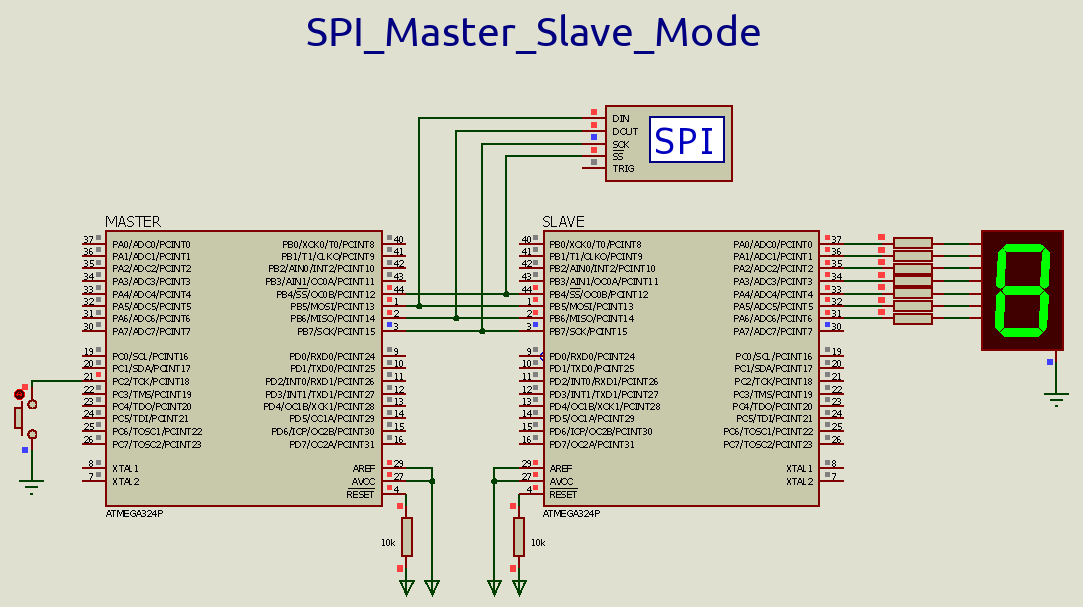 SPI_Master_Slave_Mode
DIN
DOUT
SCK
SS
TRIG
SPI
MASTER
37 PA0/ADC0/PCINT0 PB0/XCK0/T0/PCINT8 40
36 PA1/ADC1/PCINT1 PB1/T1/CLKO/PCINT9 41
35 PA2/ADC2/PCINT2 PB2/AIN0/INT2/PCINT10 42
34 PA3/ADC3/PCINT3 PB3/AIN1/OC0A/PCINT11 43
33 PA4/ADC4/PCINT4 PB4/SS/OC0B/PCINT12 44
32 PA5/ADC5/PCINT5 PB5/MOSI/PCINT13 1
31 PA6/ADC6/PCINT6 PB6/MISO/PCINT14 2
30 PA7/ADC7/PCINT7 PB7/SCK/PCINT15 3
19 PC0/SCL/PCINT16 PD0/RXD0/PCINT24 9
20 PC1/SDA/PCINT17 PD1/TXD0/PCINT25 10
21 PC2/TCK/PCINT18 PD2/INT0/RXD1/PCINT26 11
22 PC3/TMS/PCINT19 PD3/INT1/TXD1/PCINT27 12
23 PC4/TDO/PCINT20 PD4/OC1B/XCK1/PCINT28 13
24 PC5/TDI/PCINT21 PD5/OC1A/PCINT29 14
25 PC6/TOSC1/PCINT22 PD6/ICP/OC2B/PCINT30 15
26 PC7/TOSC2/PCINT23 PD7/OC2A/PCINT31 16
8 XTAL1 AREF 29
7 XTAL2 AVCC 27
RESET 4
ATMEGA324P
10k
SLAVE
40 PB0/XCK0/T0/PCINT8 PA0/ADC0/PCINT0 37
41 PB1/T1/CLKO/PCINT9 PA1/ADC1/PCINT1 36
42 PB2/AIN0/INT2/PCINT10 PA2/ADC2/PCINT2 35
43 PB3/AIN1/OC0A/PCINT11 PA3/ADC3/PCINT3 34
44 PB4/SS/OC0B/PCINT12 PA4/ADC4/PCINT4 33
1 PB5/MOSI/PCINT13 PA5/ADC5/PCINT5 32
2 PB6/MISO/PCINT14 PA6/ADC6/PCINT6 31
3 PB7/SCK/PCINT15 PA7/ADC7/PCINT7 30
9 PD0/RXD0/PCINT24 PC0/SCL/PCINT16 19
10 PD1/TXD0/PCINT25 PC1/SDA/PCINT17 20
11 PD2/INT0/RXD1/PCINT26 PC2/TCK/PCINT18 21
12 PD3/INT1/TXD1/PCINT27 PC3/TMS/PCINT19 22
13 PD4/OC1B/XCK1/PCINT28 PC4/TDO/PCINT20 23
14 PD5/OC1A/PCINT29 PC5/TDI/PCINT21 24
15 PD6/ICP/OC2B/PCINT30 PC6/TOSC1/PCINT22 25
16 PD7/OC2A/PCINT31 PC7/TOSC2/PCINT23 26
29 AREF XTAL1 8
27 AVCC XTAL2 7
4 RESET
ATMEGA324P
10k
8